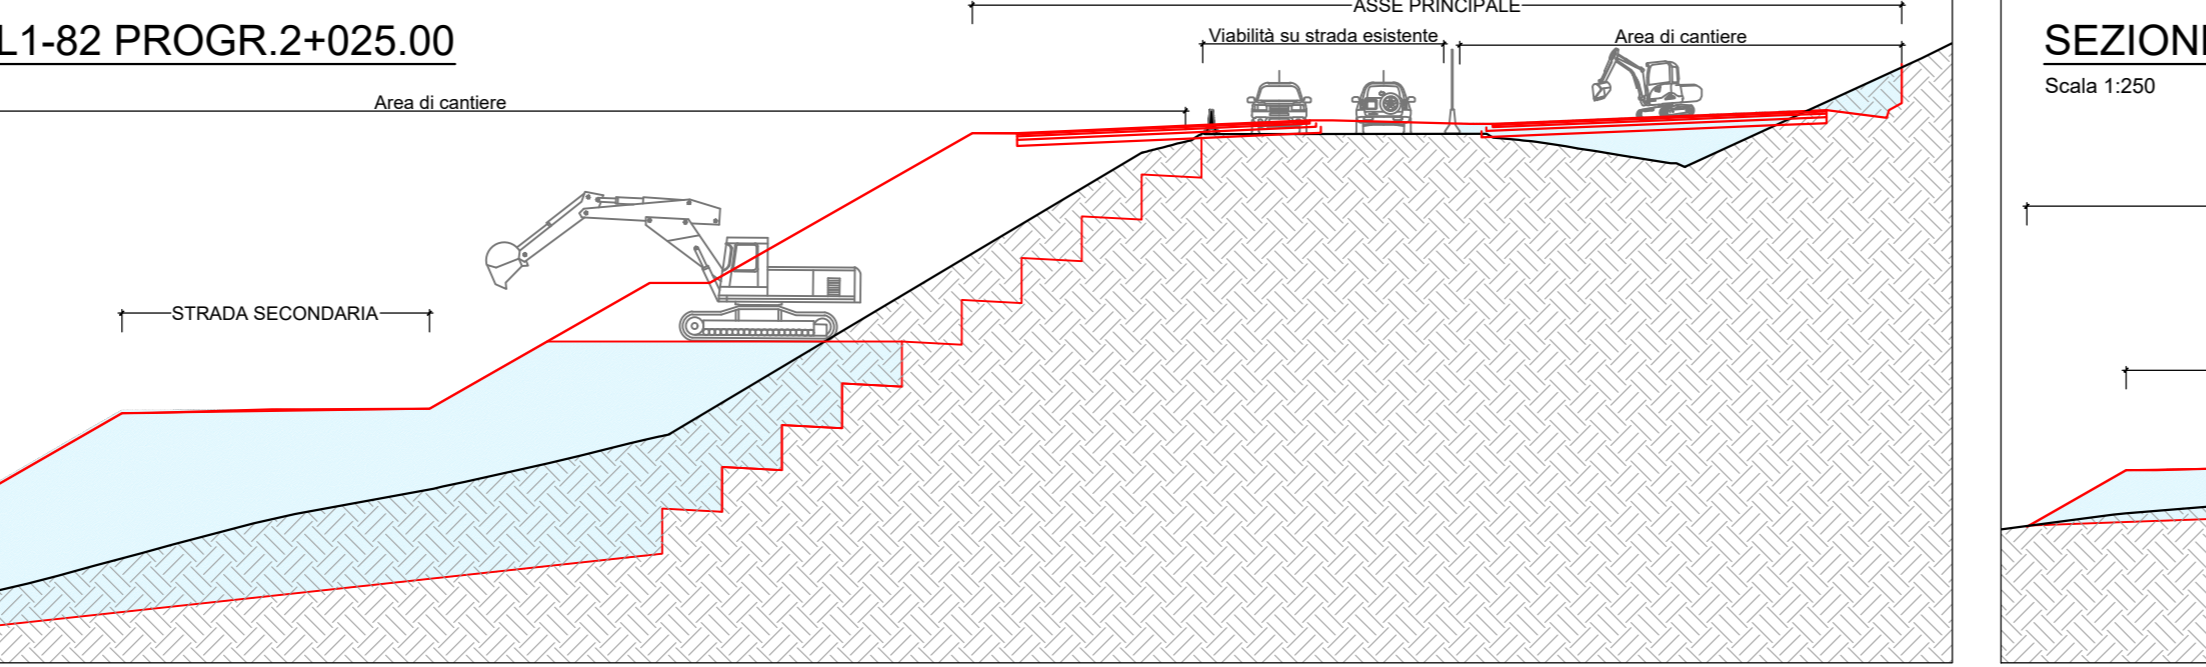 ASSE PRINCIPALE
L1-82 PROGR.2+025.00
Viabilità su strada esistente
Area di cantiere
Area di cantiere
STRADA SECONDARIA
SEZION
Scala 1:250